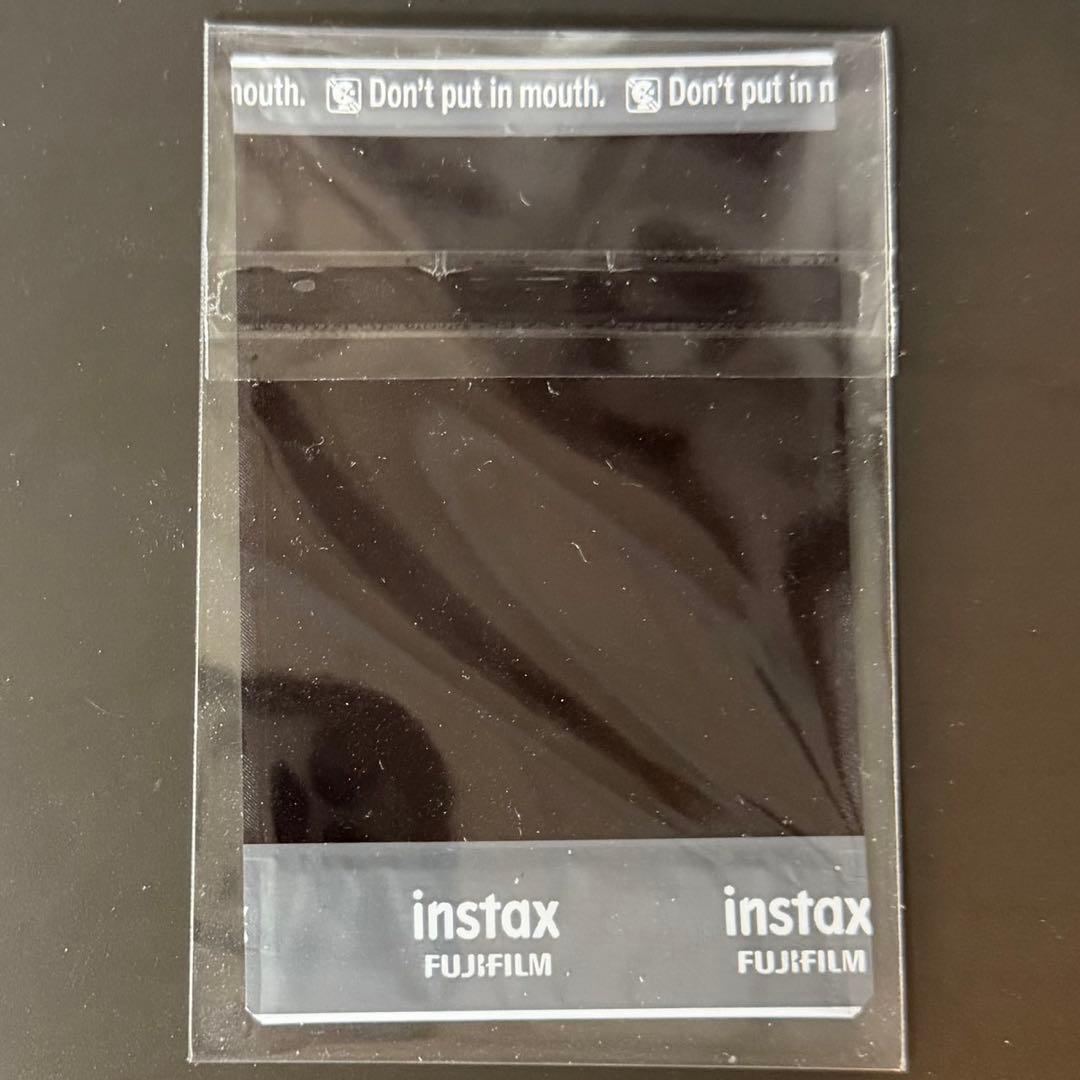 mouth. Don't put in mouth. Don't put in
instax instax
FUJIFILM FUJIFILM